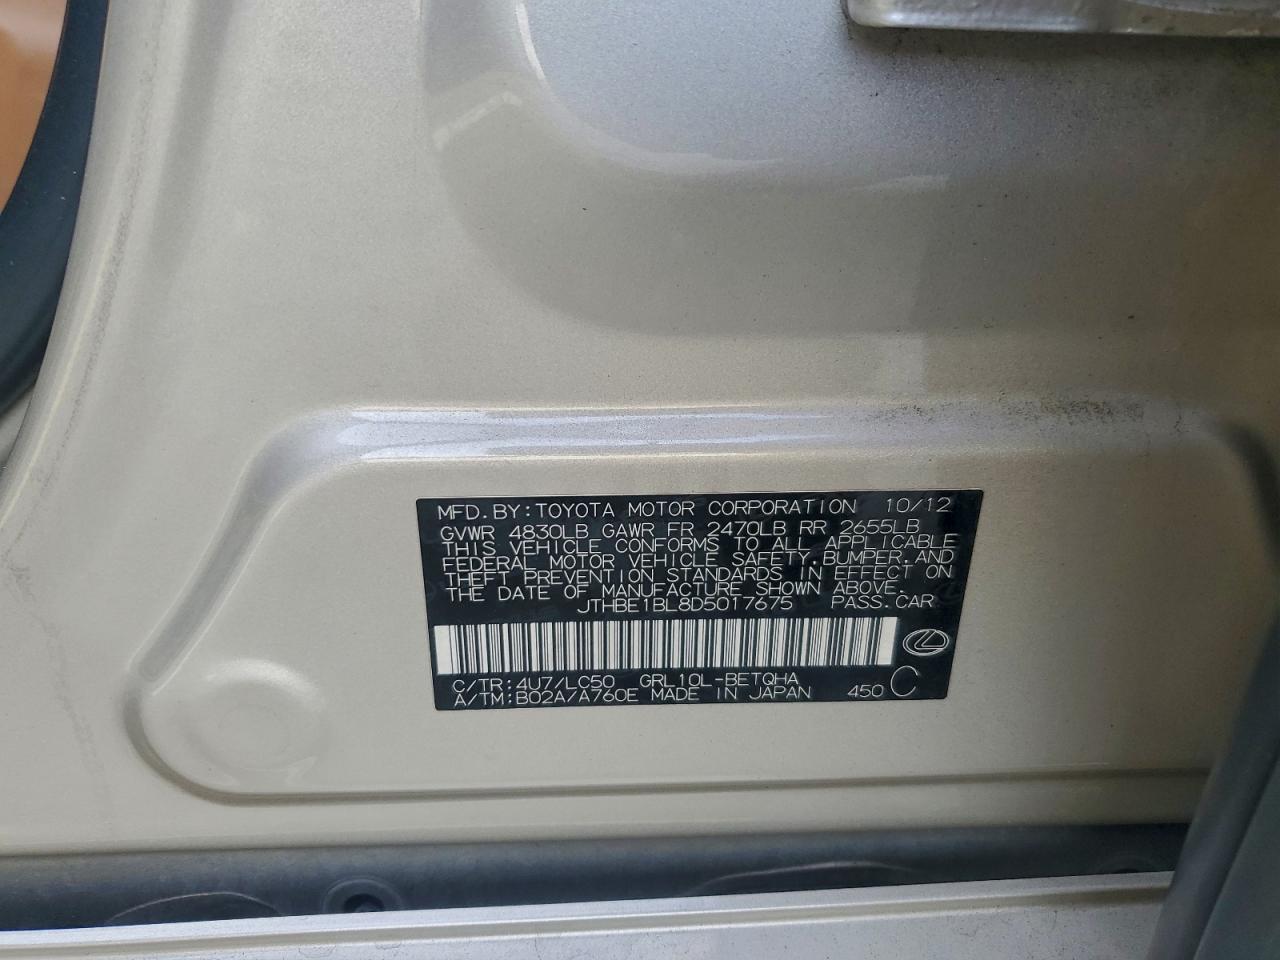 MFD. BY: TOYOTA MOTOR CORPORATION 10/12
GVWR 4830LB GAWR FR 2470LB RR 2655LB
THIS VEHICLE CONFORMS TO ALL APPLICABLE
FEDERAL MOTOR VEHICLE SAFETY, BUMPER, AND
THEFT PREVENTION STANDARDS IN EFFECT ON
THE DATE OF MANUFACTURE SHOWN ABOVE.
JTHBE1BL8D5017675 PASS. CAR
C/TR: 4U7/LC50 GRL10L-BETQHA
A/TM: B02A/A760E MADE IN JAPAN 450 C